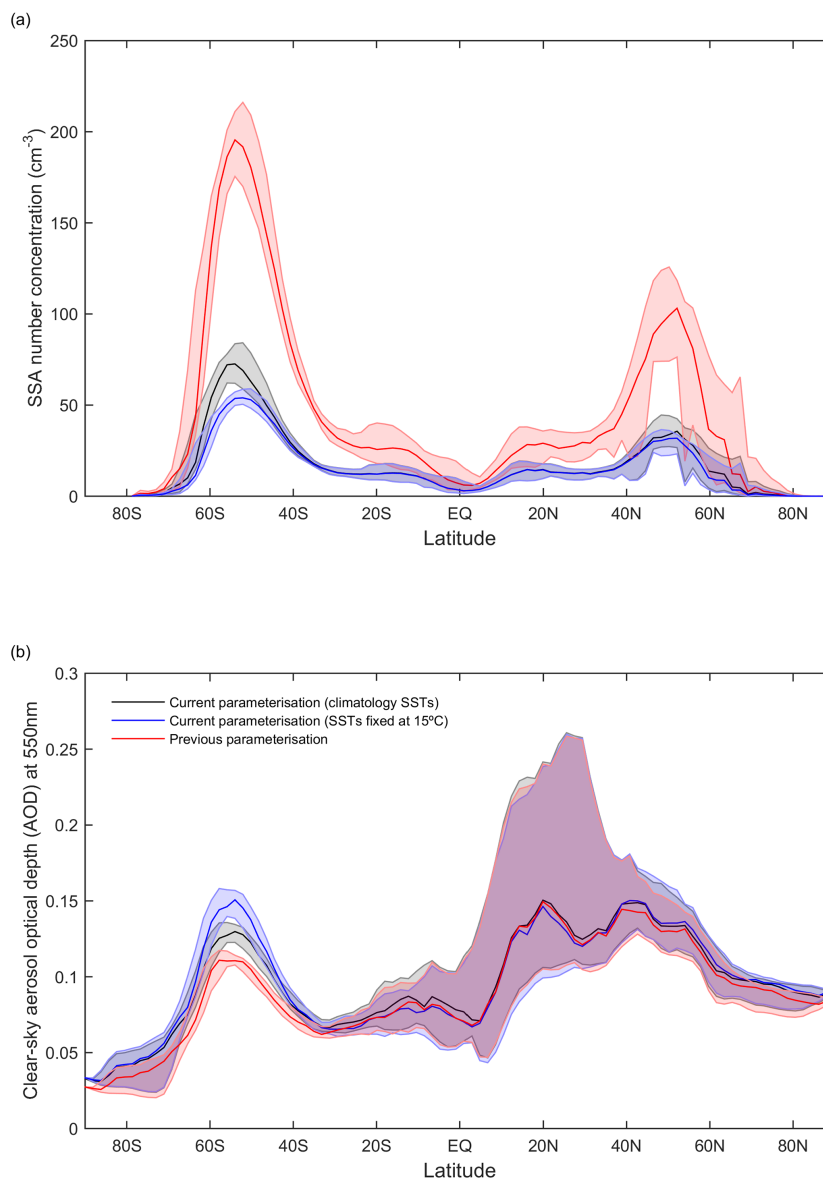 (a)
250
200
150
100
50
0
SSA number concentration (cm-3)
80S 60S 40S 20S EQ 20N 40N 60N 80N
Latitude
(b)
0.3
0.25
0.2
0.15
0.1
0.05
0
Clear-sky aerosol optical depth (AOD) at 550nm
Current parameterisation (climatology SSTs)
Current parameterisation (SSTs fixed at 15ºC)
Previous parameterisation
80S 60S 40S 20S EQ 20N 40N 60N 80N
Latitude